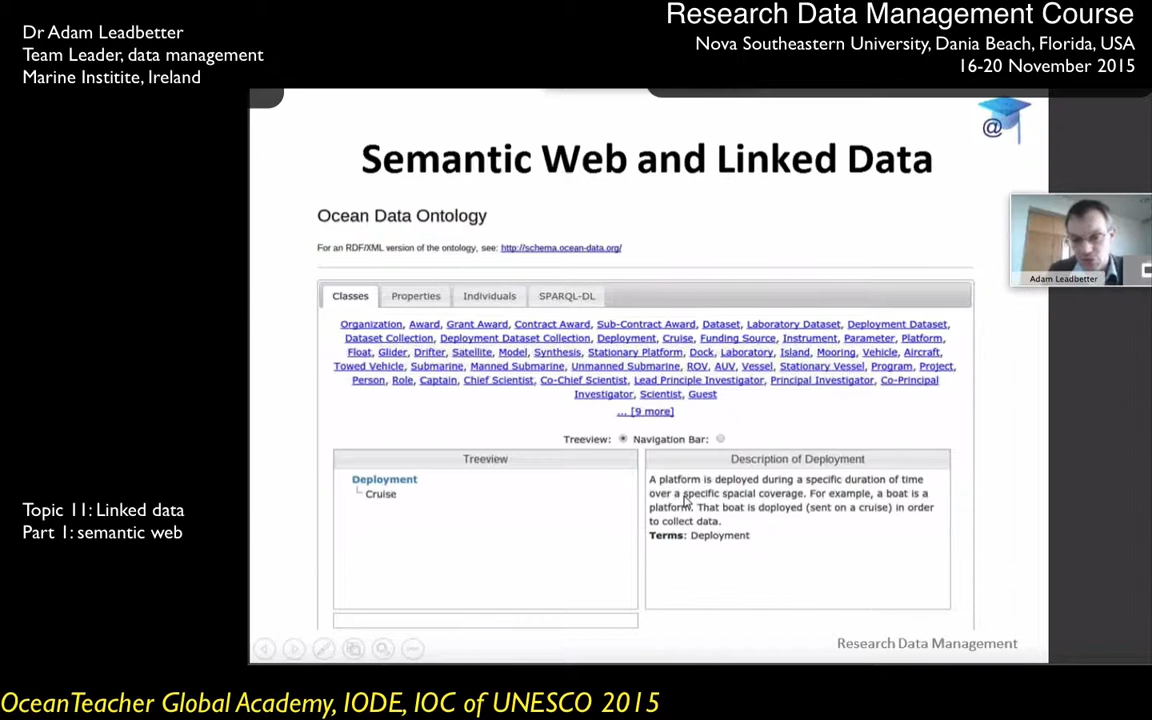 Dr Adam Leadbetter
Team Leader, data management
Marine Institite, Ireland
Research Data Management Course
Nova Southeastern University, Dania Beach, Florida, USA
16-20 November 2015
@
Semantic Web and Linked Data
Ocean Data Ontology
For an RDF/XML version of the ontology, see: http://schema.ocean-data.org/
Classes Properties Individuals SPARQL-DL
Organization, Award, Grant Award, Contract Award, Sub-Contract Award, Dataset, Laboratory Dataset, Deployment Dataset,
Dataset Collection, Deployment Dataset Collection, Deployment, Cruise, Funding Source, Instrument, Parameter, Platform,
Float, Glider, Drifter, Satellite, Model, Synthesis, Stationary Platform, Dock, Laboratory, Island, Mooring, Vehicle, Aircraft,
Towed Vehicle, Submarine, Manned Submarine, Unmanned Submarine, ROV, AUV, Vessel, Stationary Vessel, Program, Project,
Person, Role, Captain, Chief Scientist, Co-Chief Scientist, Lead Principle Investigator, Principal Investigator, Co-Principal
Investigator, Scientist, Guest
... [9 more]
Treeview: Navigation Bar:
Treeview
Deployment
Cruise
Description of Deployment
A platform is deployed during a specific duration of time
over a specific spacial coverage. For example, a boat is a
platform. That boat is doployed (sent on a cruise) in order
to collect data.
Terms: Deployment
Adam Leadbetter
Topic 11: Linked data
Part 1: semantic web
Research Data Management
OceanTeacher Global Academy, IODE, IOC of UNESCO 2015